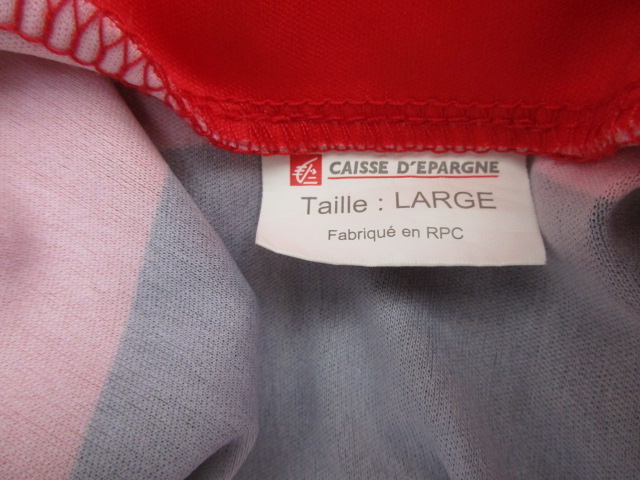 CAISSE D'EPARGNE
Taille : LARGE
Fabriqué en RPC